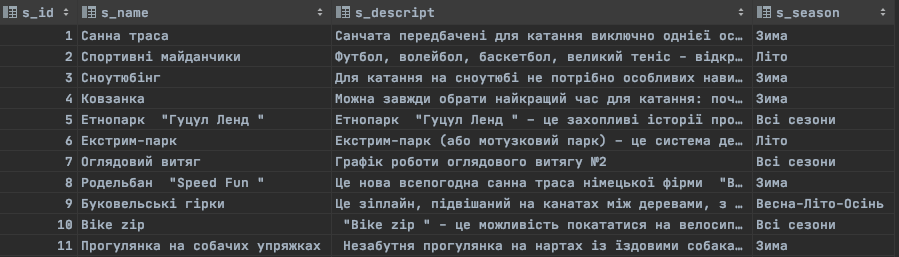 s_id s_name s_descript s_season
1 Санна траса Санчата передбачені для катання виключно однієї ос… Зима
2 Спортивні майданчики Футбол, волейбол, баскетбол, великий теніс – відкр… Літо
3 Сноутюбінг Для катання на сноутюбі не потрібно особливих нави… Зима
4 Ковзанка Можна завжди обрати найкращий час для катання: поч… Зима
5 Етнопарк "Гуцул Ленд " Етнопарк "Гуцул Ленд " – це захопливі історії про… Всі сезони
6 Екстрим-парк Екстрим-парк (або мотузковий парк) – це система де… Літо
7 Оглядовий витяг Графік роботи оглядового витягу №2 Всі сезони
8 Родельбан "Speed Fun " Це нова всепогодна санна траса німецької фірми "В… Зима
9 Буковельські гірки Це зіплайн, підвішаний на канатах між деревами, з … Весна-Літо-Осінь
10 Bike zip "Bike zip " – це можливість покататися на велосип… Всі сезони
11 Прогулянка на собачих упряжках Незабутня прогулянка на нартах із їздовими собака… Зима